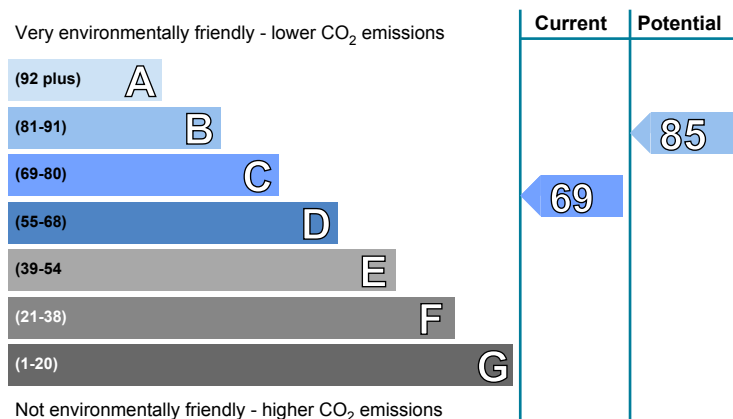 Current Potential
Very environmentally friendly - lower CO2 emissions
(92 plus) A
(81-91) B
85
(69-80) C
69
(55-68) D
(39-54 E
(21-38) F
(1-20) G
Not environmentally friendly - higher CO2 emissions